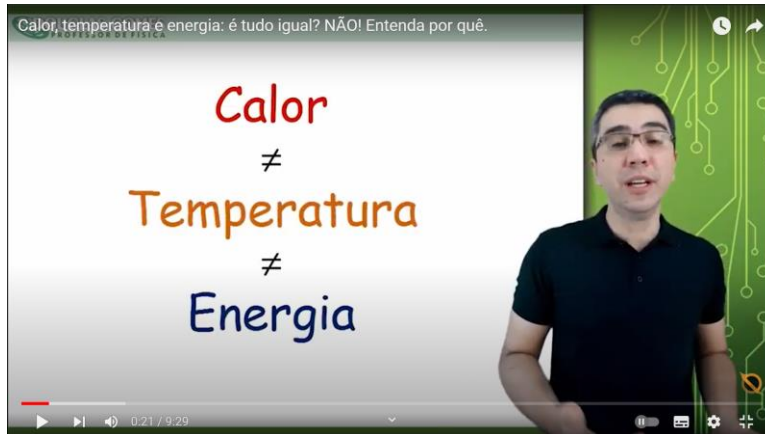 Calor, temperatura e energia: é tudo igual? NÃO! Entenda por quê.
PROFESSOR DE FÍSICA
Calor
≠
Temperatura
≠
Energia
0:21 / 9:29